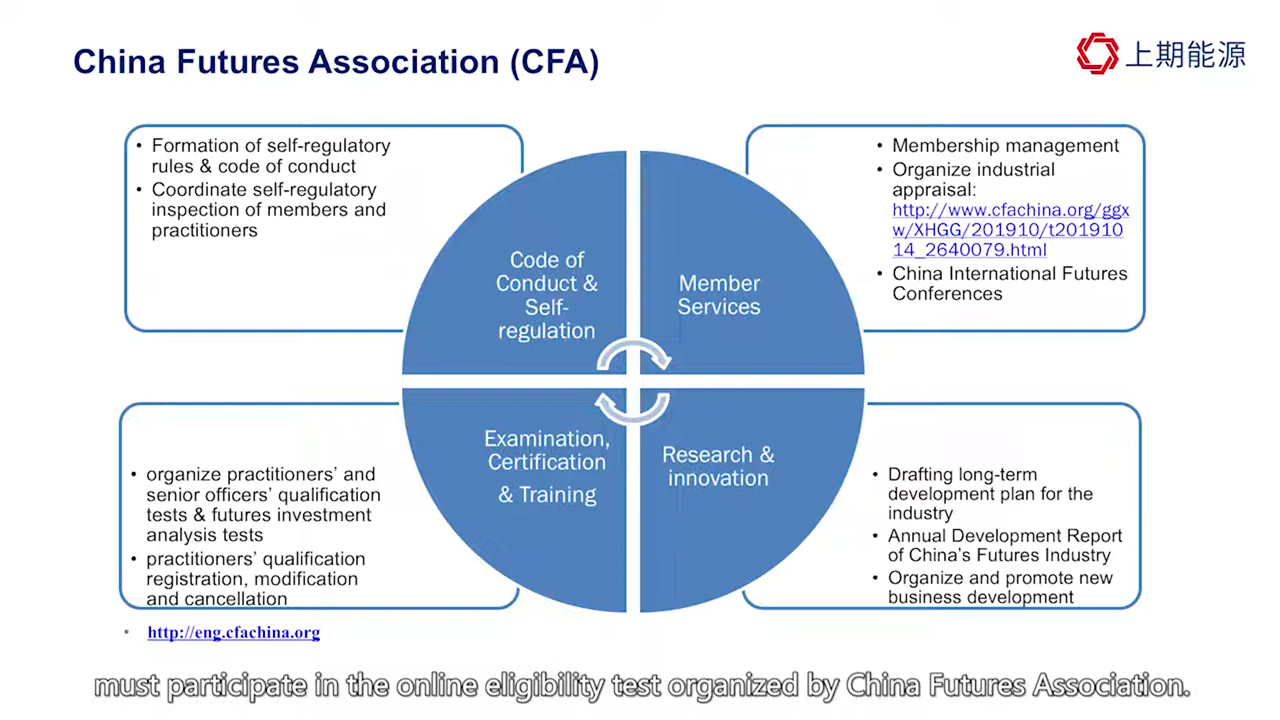 China Futures Association (CFA)
上期能源
• Formation of self-regulatory
rules & code of conduct
• Coordinate self-regulatory
inspection of members and
practitioners
Code of
Conduct &
Self-
regulation
Member
Services
• Membership management
• Organize industrial
appraisal:
http://www.cfachina.org/ggx
w/XHGG/201910/t201910
14_2640079.html
• China International Futures
Conferences
• organize practitioners’ and
senior officers’ qualification
tests & futures investment
analysis tests
• practitioners’ qualification
registration, modification
and cancellation
Examination,
Certification
& Training
Research &
innovation
• Drafting long-term
development plan for the
industry
• Annual Development Report
of China’s Futures Industry
• Organize and promote new
business development
• http://eng.cfachina.org
must participate in the online eligibility test organized by China Futures Association.